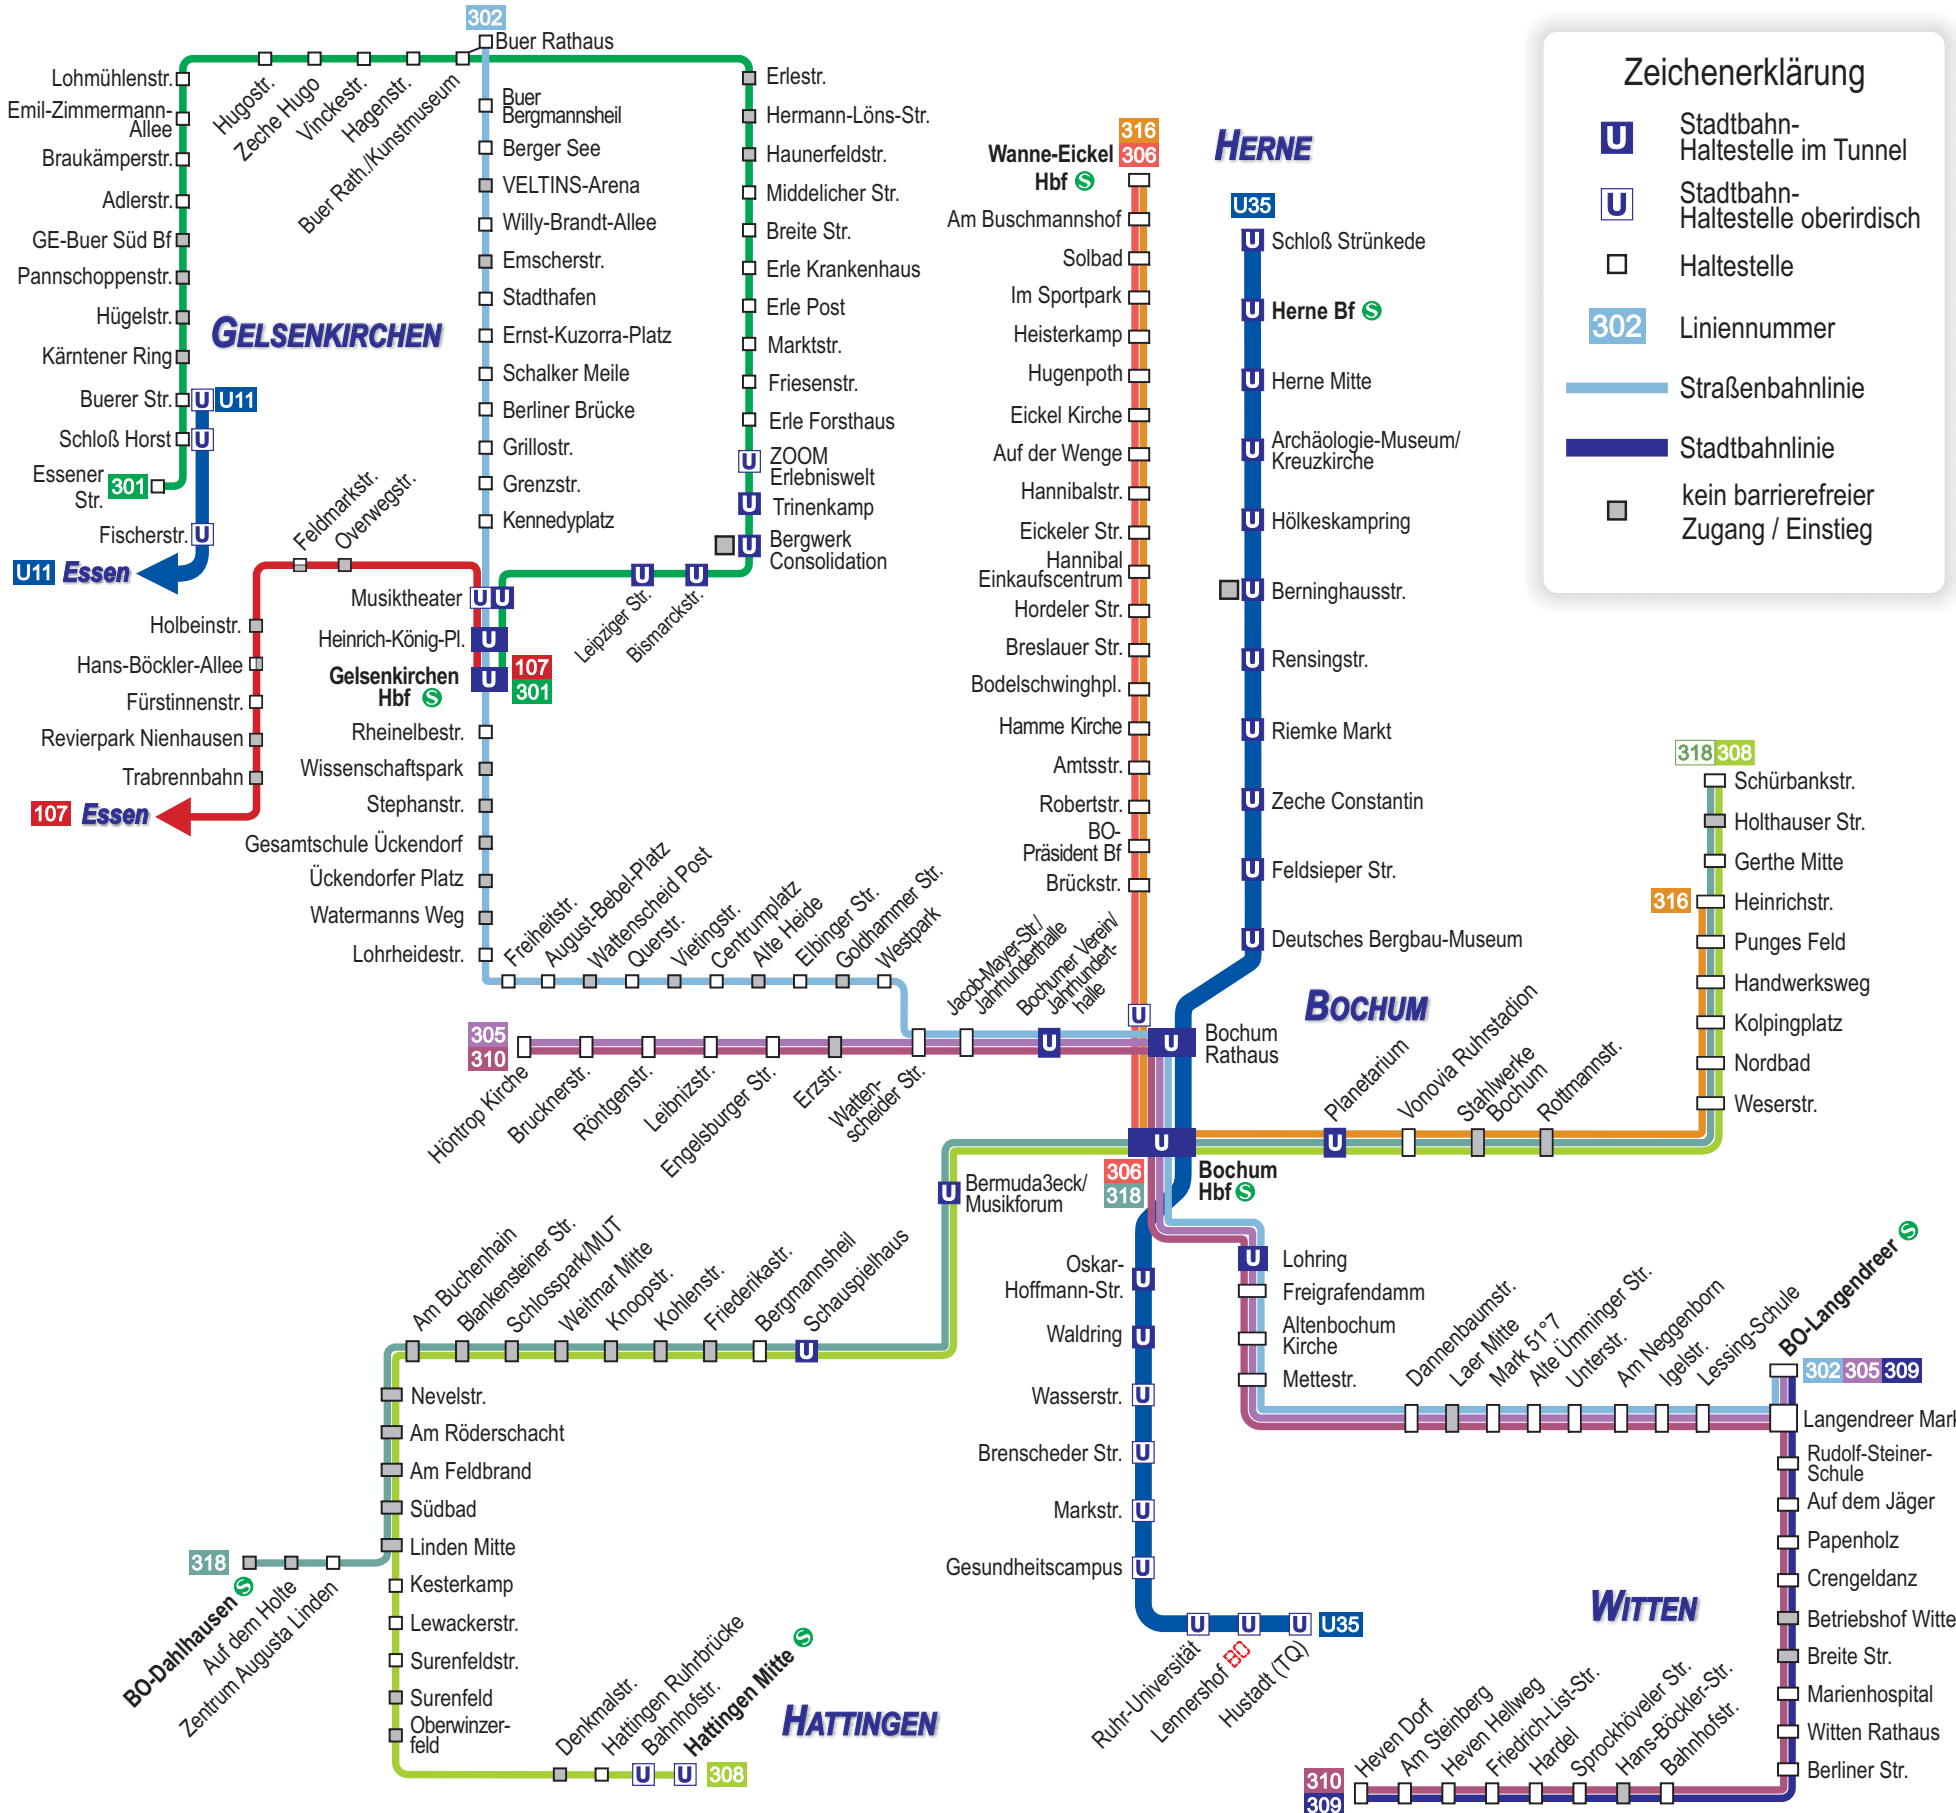 302
Buer Rathaus
Lohmühlenstr.
Emil-Zimmermann-
Allee
Braukämperstr.
Adlerstr.
GE-Buer Süd Bf
Pannschoppenstr.
Hügelstr.
Kärntener Ring
Buerer Str.
U U11
Schloß Horst
U
Essener
Str.
301
Fischerstr.
U
U11 Essen
Hugostr.
Zeche Hugo
Vinckestr.
Hagenstr.
Buer Rath./Kunstmuseum
GELSENKIRCHEN
Buer
Bergmannsheil
Berger See
VELTINS-Arena
Willy-Brandt-Allee
Emscherstr.
Stadthafen
Ernst-Kuzorra-Platz
Schalker Meile
Berliner Brücke
Grillostr.
Grenzstr.
Kennedyplatz
Erlestr.
Hermann-Löns-Str.
Haunerfeldstr.
Middelicher Str.
Breite Str.
Erle Krankenhaus
Erle Post
Marktstr.
Friesenstr.
Erle Forsthaus
U ZOOM
Erlebniswelt
U Trinenkamp
U Bergwerk
Consolidation
U U
Leipziger Str.
Bismarckstr.
Feldmarkstr.
Overwegstr.
Holbeinstr.
Hans-Böckler-Allee
Fürstinnenstr.
Revierpark Nienhausen
Trabrennbahn
107 Essen
Musiktheater U U
Heinrich-König-Pl. U
Gelsenkirchen
Hbf S
U
107
301
Rheinelbestr.
Wissenschaftspark
Stephanstr.
Gesamtschule Ückendorf
Ückendorfer Platz
Watermanns Weg
Lohrheidestr.
Freiheitstr.
August-Bebel-Platz
Wattenscheid Post
Querstr.
Vietingstr.
Centrumplatz
Alte Heide
Elbinger Str.
Goldhammer Str.
Westpark
Jacob-Mayer-Str./
Jahrhunderthalle
Bochumer Verein/
Jahrhundert-
halle
U
305
310
Höntrop Kirche
Brucknerstr.
Röntgenstr.
Leibnizstr.
Engelsburger Str.
Erzstr.
Watten-
scheider Str.
316
306
Wanne-Eickel
Hbf S
Am Buschmannshof
Solbad
Im Sportpark
Heisterkamp
Hugenpoth
Eickel Kirche
Auf der Wenge
Hannibalstr.
Eickeler Str.
Hannibal
Einkaufscentrum
Hordeler Str.
Breslauer Str.
Bodelschwinghpl.
Hamme Kirche
Amtsstr.
Robertstr.
BO-
Präsident Bf
Brückstr.
U
HERNE
U35
U Schloß Strünkede
U Herne Bf S
U Herne Mitte
U Archäologie-Museum/
Kreuzkirche
U Hölkeskampring
U Berninghausstr.
U Rensingstr.
U Riemke Markt
U Zeche Constantin
U Feldsieper Str.
U Deutsches Bergbau-Museum
BOCHUM
U Bochum
Rathaus
U
Bochum
Hbf S
306
318
Zeichenerklärung
U Stadtbahn-
Haltestelle im Tunnel
U Stadtbahn-
Haltestelle oberirdisch
Haltestelle
302 Liniennummer
Straßenbahnlinie
Stadtbahnlinie
kein barrierefreier
Zugang / Einstieg
318 308
Schürbankstr.
Holthauser Str.
Gerthe Mitte
316 Heinrichstr.
Punges Feld
Handwerksweg
Kolpingplatz
Nordbad
Weserstr.
U
Planetarium
Vonovia Ruhrstadion
Stahlwerke
Bochum
Rottmannstr.
U Bermuda3eck/
Musikforum
Am Buchenhain
Blankensteiner Str.
Schlosspark/MUT
Weitmar Mitte
Knoopstr.
Kohlenstr.
Friederikastr.
Bergmannsheil
Schauspielhaus
U
Nevelstr.
Am Röderschacht
Am Feldbrand
Südbad
Linden Mitte
Kesterkamp
Lewackerstr.
Surenfeldstr.
Surenfeld
Oberwinzer-
feld
318
BO-Dahlhausen S
Auf dem Holte
Zentrum Augusta Linden
Denkmalstr.
Hattingen Ruhrbrücke
Bahnhofstr.
Hattingen Mitte S
U U 308
HATTINGEN
Oskar-
Hoffmann-Str. U
Waldring U
Wasserstr. U
Brenscheder Str. U
Markstr. U
Gesundheitscampus U
U U U U35
Ruhr-Universität
Lennershof BO
Hustadt (TQ)
U Lohring
Freigrafendamm
Altenbochum
Kirche
Mettestr.
Dannenbaumstr.
Laer Mitte
Mark 51°7
Alte Ümminger Str.
Unterstr.
Am Neggenborn
Igelstr.
Lessing-Schule
BO-Langendreer S
302 305 309
Langendreer Mark
Rudolf-Steiner-
Schule
Auf dem Jäger
Papenholz
Crengeldanz
Betriebshof Witte
Breite Str.
Marienhospital
Witten Rathaus
Berliner Str.
WITTEN
Heven Dorf
Am Steinberg
Heven Hellweg
Friedrich-List-Str.
Hardel
Sprockhöveler Str.
Hans-Böckler-Str.
Bahnhofstr.
310
309